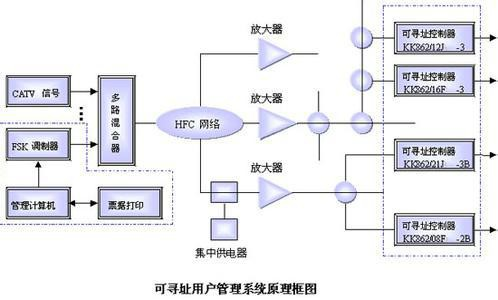 放大器
可寻址控制器
KK862/12J -3
可寻址控制器
KK862/16F -3
CATV 信号
多路混合器
HFC 网络
放大器
FSK 调制器
放大器
可寻址控制器
KK862/21J -3B
管理计算机
票据打印
集中供电器
可寻址控制器
KK862/08F -2B
可寻址用户管理系统原理框图